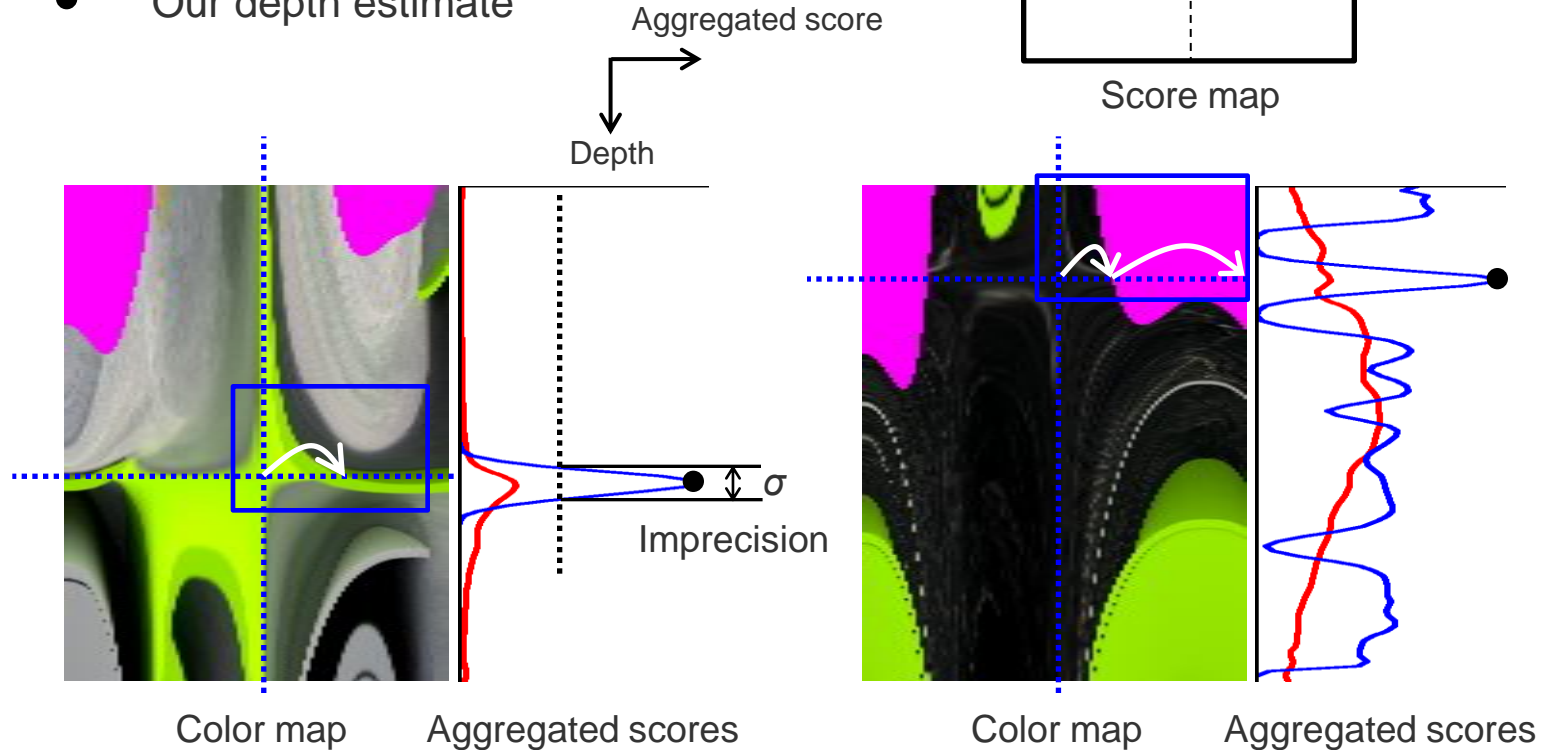 Our depth estimate
Aggregated score
Depth
Score map
σ
Imprecision
Color map
Aggregated scores
Color map
Aggregated scores